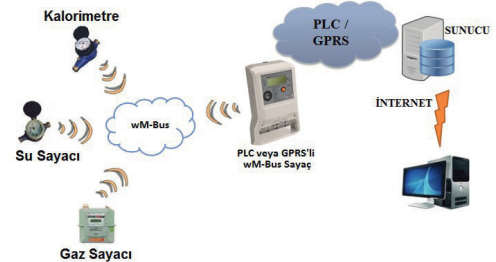 Kalorimetre
PLC /
GPRS
SUNUCU
wM-Bus
İNTERNET
Su Sayacı
PLC veya GPRS'li
wM-Bus Sayaç
Gaz Sayacı